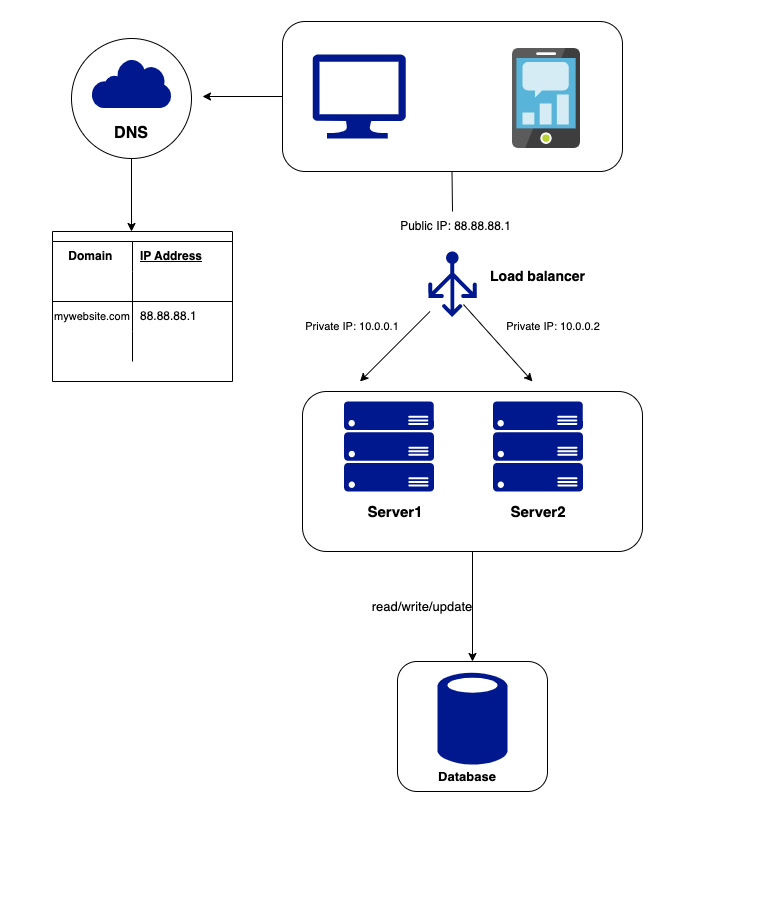 DNS
Public IP: 88.88.88.1
Domain IP Address
mywebsite.com 88.88.88.1
Load balancer
Private IP: 10.0.0.1
Private IP: 10.0.0.2
Server1
Server2
read/write/update
Database